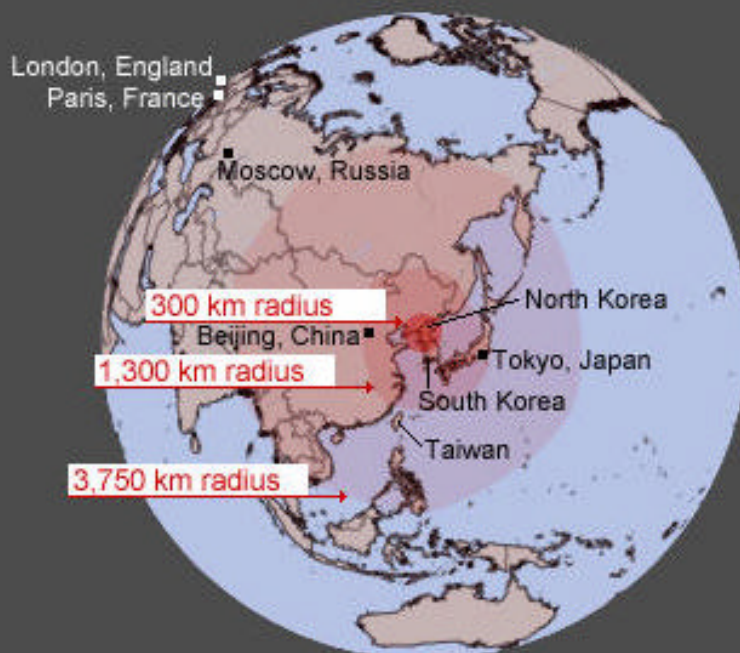 London, England
Paris, France
Moscow, Russia
300 km radius
North Korea
Beijing, China
Tokyo, Japan
1,300 km radius
South Korea
Taiwan
3,750 km radius